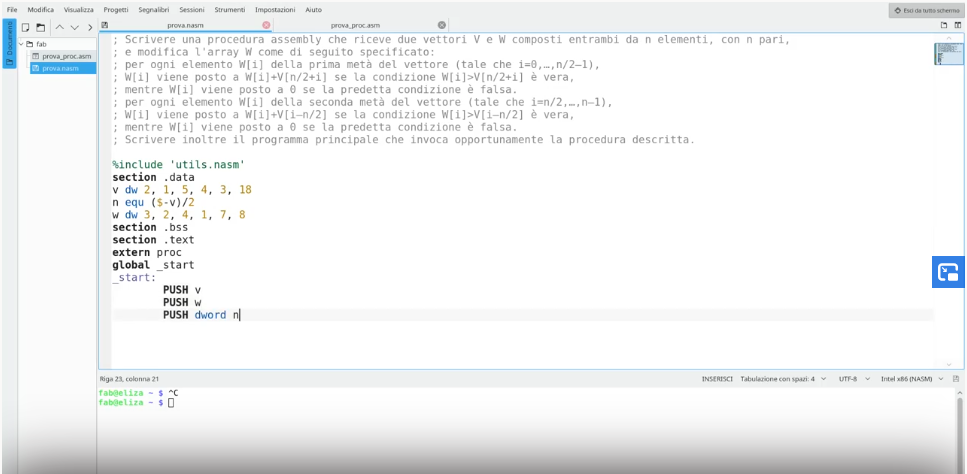 File Modifica Visualizza Progetti Segnalibri Sessioni Strumenti Impostazioni Aiuto
Esci da tutto schermo
Documenti
fab
prova_proc.asm
prova.nasm
prova.nasm prova_proc.asm
; Scrivere una procedura assembly che riceve due vettori V e W composti entrambi da n elementi, con n pari,
; e modifica l'array W come di seguito specificato:
; per ogni elemento W[i] della prima metà del vettore (tale che i=0,…,n/2−1),
; W[i] viene posto a W[i]+V[n/2+i] se la condizione W[i]>V[n/2+i] è vera,
; mentre W[i] viene posto a 0 se la predetta condizione è falsa.
; per ogni elemento W[i] della seconda metà del vettore (tale che i=n/2,…,n−1),
; W[i] viene posto a W[i]+V[i−n/2] se la condizione W[i]>V[i−n/2] è vera,
; mentre W[i] viene posto a 0 se la predetta condizione è falsa.
; Scrivere inoltre il programma principale che invoca opportunamente la procedura descritta.
%include 'utils.nasm'
section .data
v dw 2, 1, 5, 4, 3, 18
n equ ($-v)/2
w dw 3, 2, 4, 1, 7, 8
section .bss
section .text
extern proc
global _start
_start:
PUSH v
PUSH w
PUSH dword n
Riga 23, colonna 21 INSERISCI Tabulazione con spazi: 4 UTF-8 Intel x86 (NASM)
fab@eliza ~ $ ^C
fab@eliza ~ $